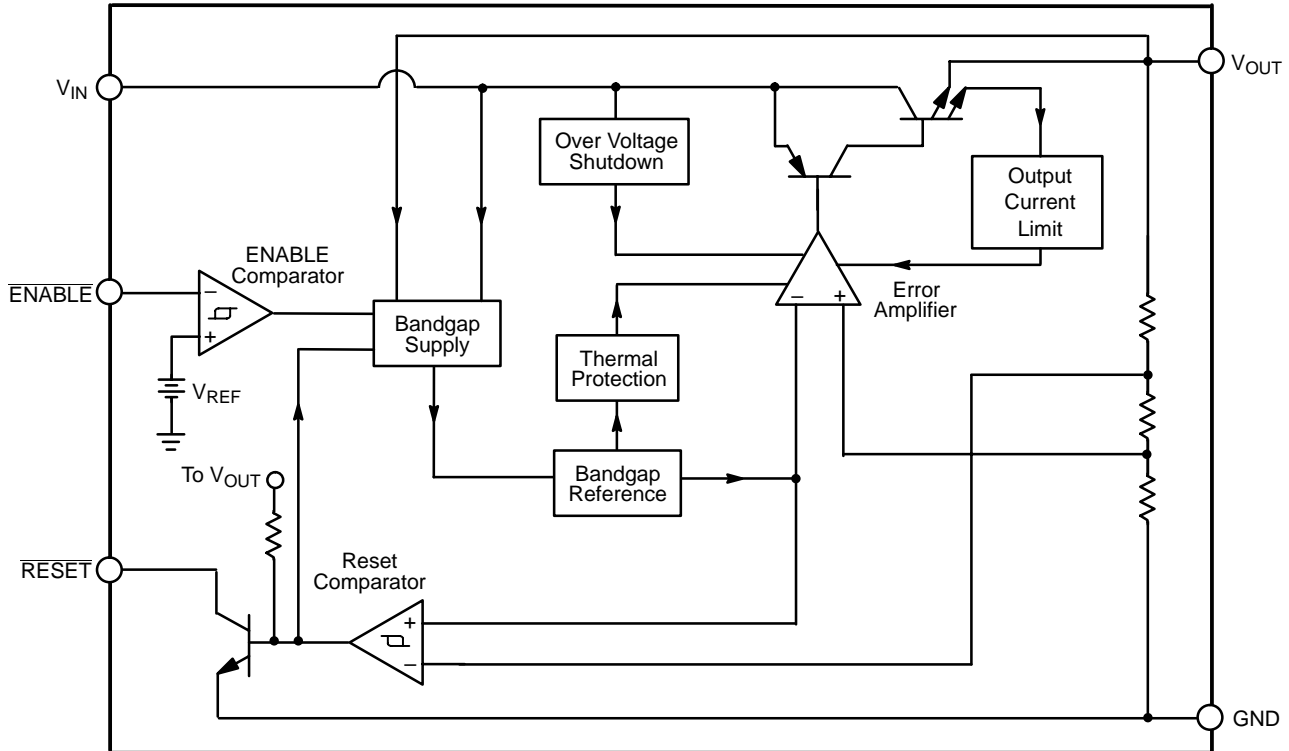 V_OUT
V_IN
Over Voltage
Shutdown
Output
Current
Limit
ENABLE
Comparator
ENABLE
−
+
V_REF
Bandgap
Supply
Error
Amplifier
−
+
Thermal
Protection
To V_OUT
Bandgap
Reference
RESET
Reset
Comparator
+
−
GND